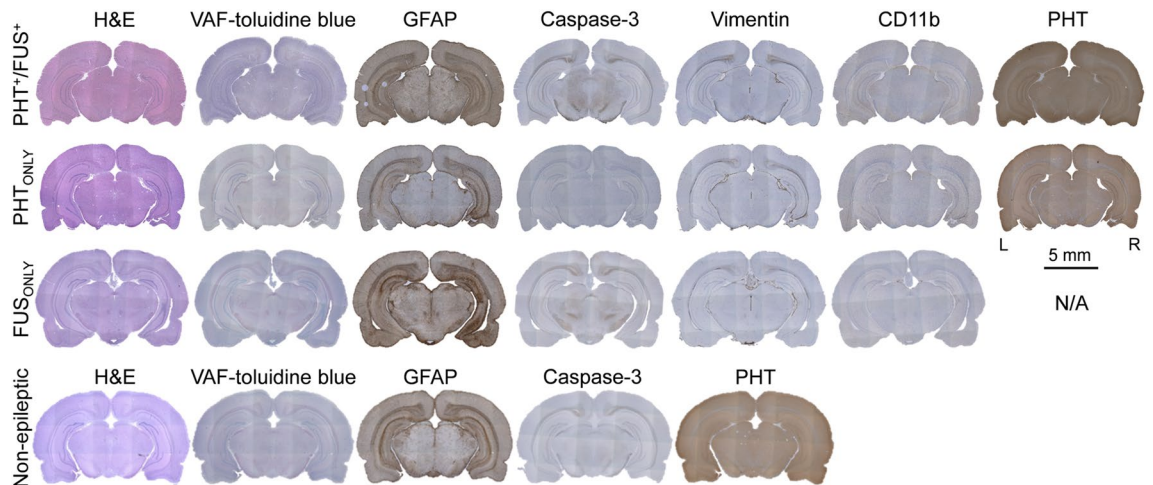 H&E VAF-toluidine blue GFAP Caspase-3 Vimentin CD11b PHT
PHT+/FUS+
PHTONLY
L R
5 mm
FUSONLY
N/A
H&E VAF-toluidine blue GFAP Caspase-3 PHT
Non-epileptic